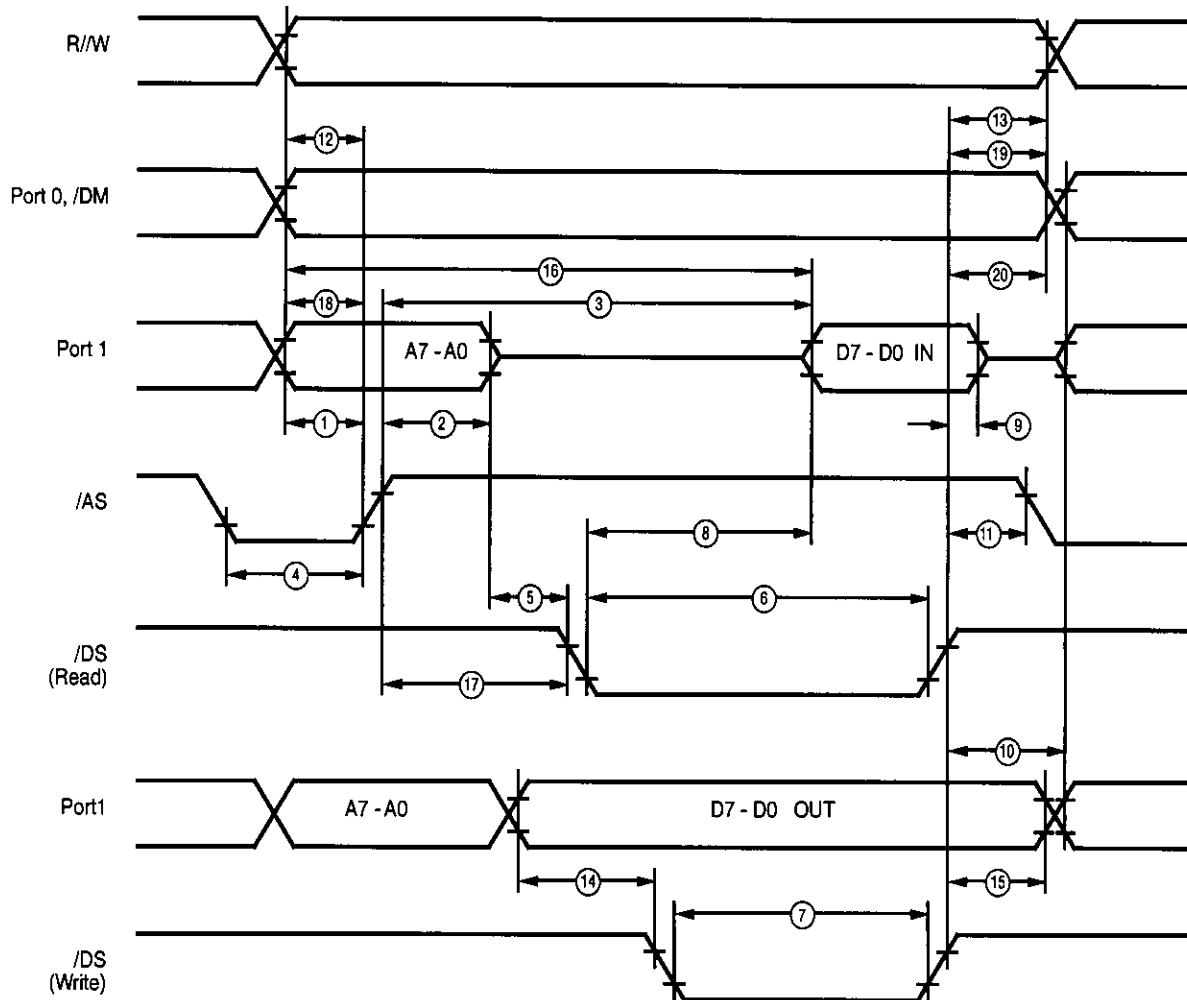 R//W
13
12
19
Port 0, /DM
16
20
18
3
Port 1
A7 - A0
D7 - D0 IN
1
2
9
/AS
8
11
4
5
6
/DS
(Read)
17
10
Port1
A7 - A0
D7 - D0 OUT
14
15
7
/DS
(Write)